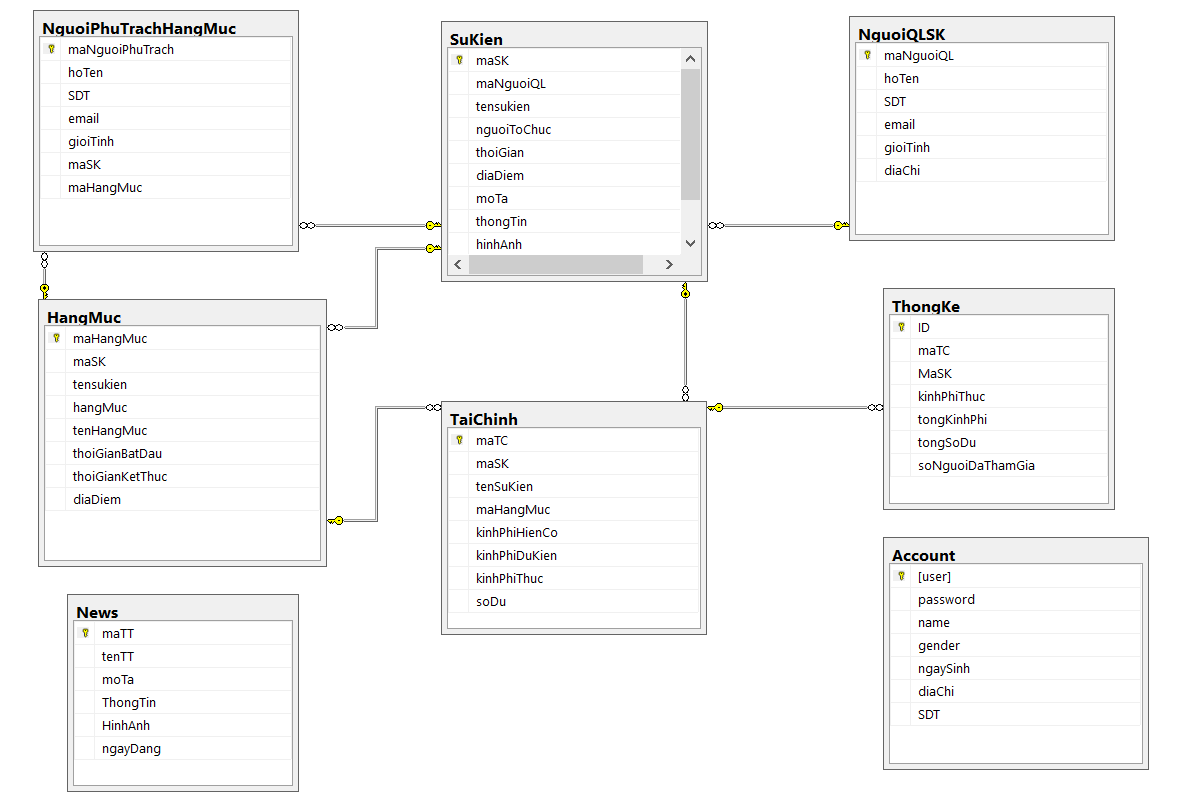 NguoiPhuTrachHangMuc
maNguoiPhuTrach
hoTen
SDT
email
gioiTinh
maSK
maHangMuc
SuKien
maSK
maNguoiQL
tensukien
nguoiToChuc
thoiGian
diaDiem
moTa
thongTin
hinhAnh
NguoiQLSK
maNguoiQL
hoTen
SDT
email
gioiTinh
diaChi
HangMuc
maHangMuc
maSK
tensukien
hangMuc
tenHangMuc
thoiGianBatDau
thoiGianKetThuc
diaDiem
TaiChinh
maTC
maSK
tenSuKien
maHangMuc
kinhPhiHienCo
kinhPhiDuKien
kinhPhiThuc
soDu
ThongKe
ID
maTC
MaSK
kinhPhiThuc
tongKinhPhi
tongSoDu
soNguoiDaThamGia
News
maTT
tenTT
moTa
ThongTin
HinhAnh
ngayDang
Account
[user]
password
name
gender
ngaySinh
diaChi
SDT